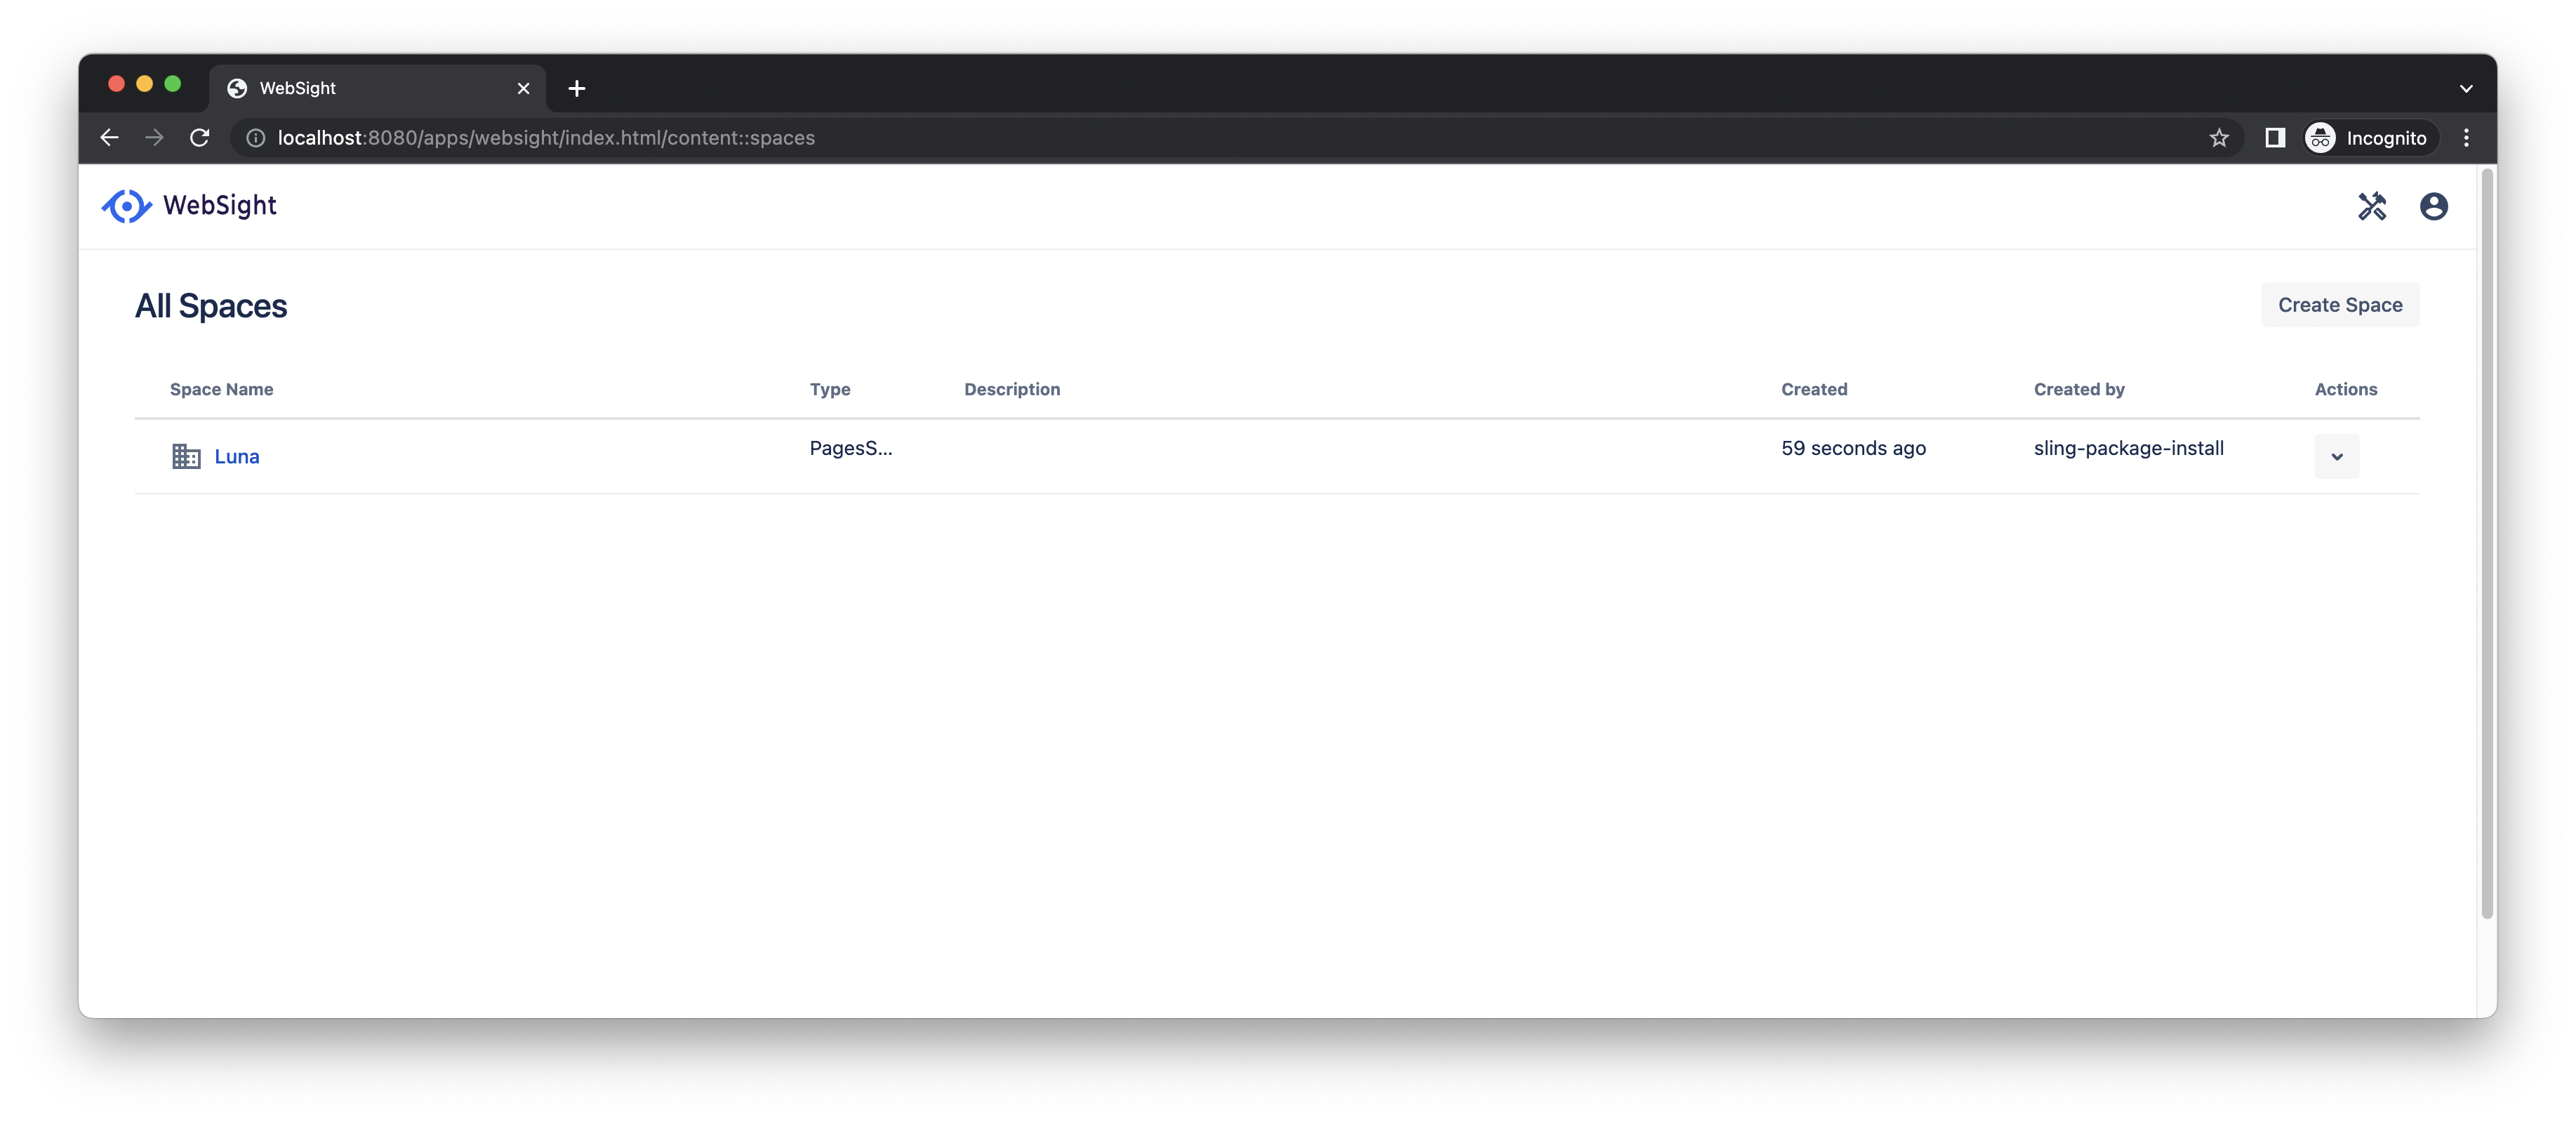 WebSight
localhost:8080/apps/websight/index.html/content::spaces
Incognito
WebSight
All Spaces
Create Space
Space Name Type Description Created Created by Actions
Luna PagesS... 59 seconds ago sling-package-install